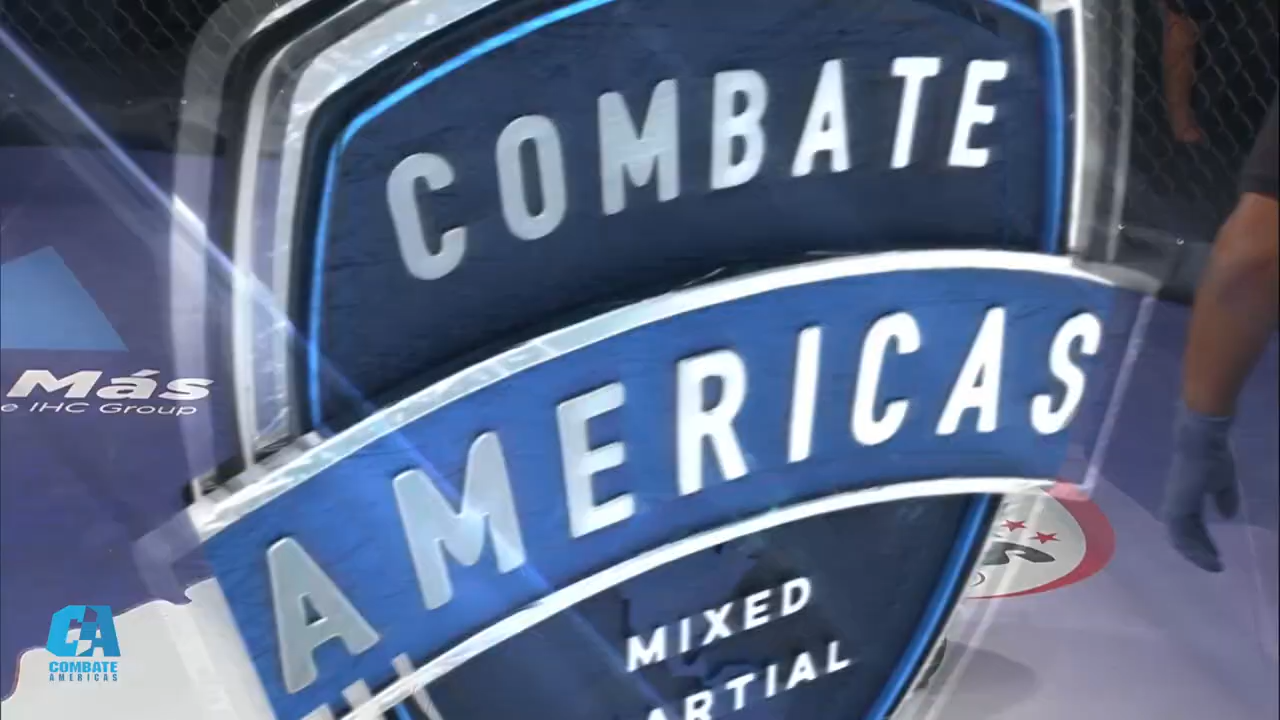 COMBATE
AMERICAS
MIXED
ARTIAL
Más
e IHC Group
COMBATE
AMERICAS